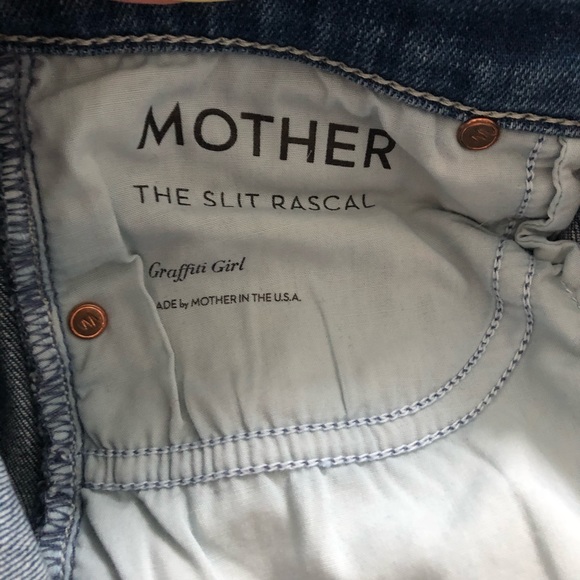 MOTHER
THE SLIT RASCAL
Graffiti Girl
ADE by MOTHER IN THE U.S.A.